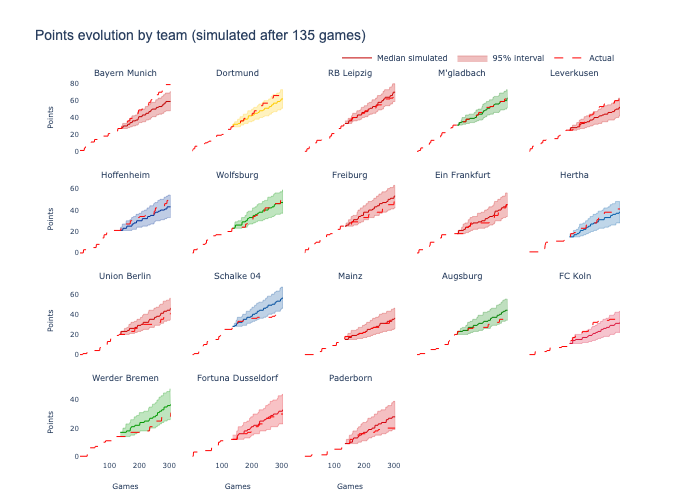 Points evolution by team (simulated after 135 games)
Median simulated 95% interval Actual
Bayern Munich Dortmund RB Leipzig M'gladbach Leverkusen
80
60
40
20
0
Points
Hoffenheim Wolfsburg Freiburg Ein Frankfurt Hertha
60
40
20
0
Points
Union Berlin Schalke 04 Mainz Augsburg FC Koln
60
40
20
0
Points
Werder Bremen Fortuna Dusseldorf Paderborn
40
20
0
Points
100 200 300 100 200 300 100 200 300
Games Games Games